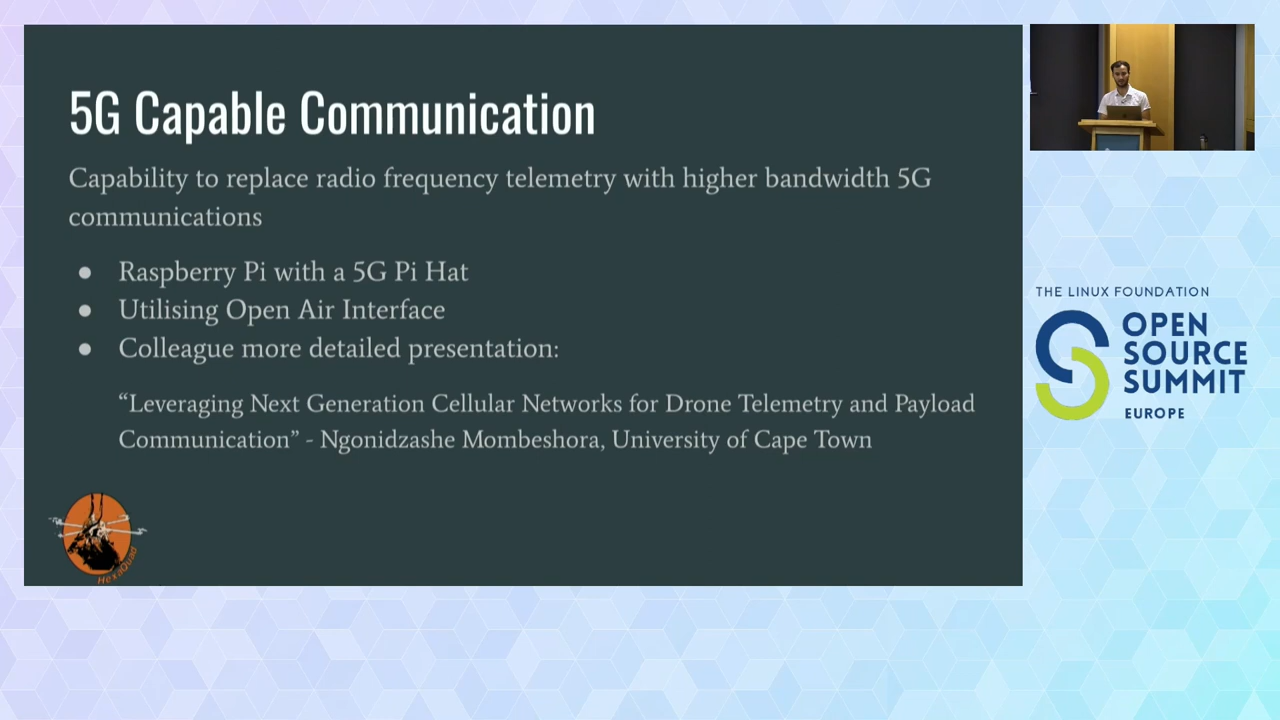 5G Capable Communication
Capability to replace radio frequency telemetry with higher bandwidth 5G
communications
● Raspberry Pi with a 5G Pi Hat
● Utilising Open Air Interface
● Colleague more detailed presentation:
“Leveraging Next Generation Cellular Networks for Drone Telemetry and Payload
Communication” - Ngonidzashe Mombeshora, University of Cape Town
HexaQuad
THE LINUX FOUNDATION
OPEN
SOURCE
SUMMIT
EUROPE